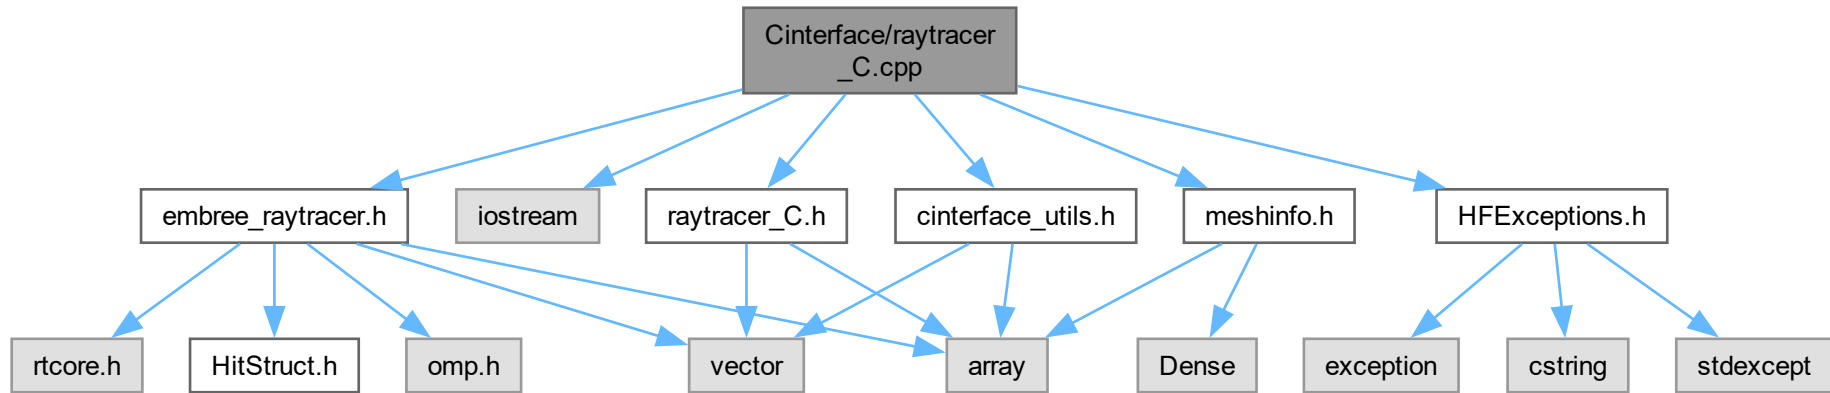 Cinterface/raytracer
_C.cpp
embree_raytracer.h
iostream
raytracer_C.h
cinterface_utils.h
meshinfo.h
HFExceptions.h
rtcore.h
HitStruct.h
omp.h
vector
array
Dense
exception
cstring
stdexcept